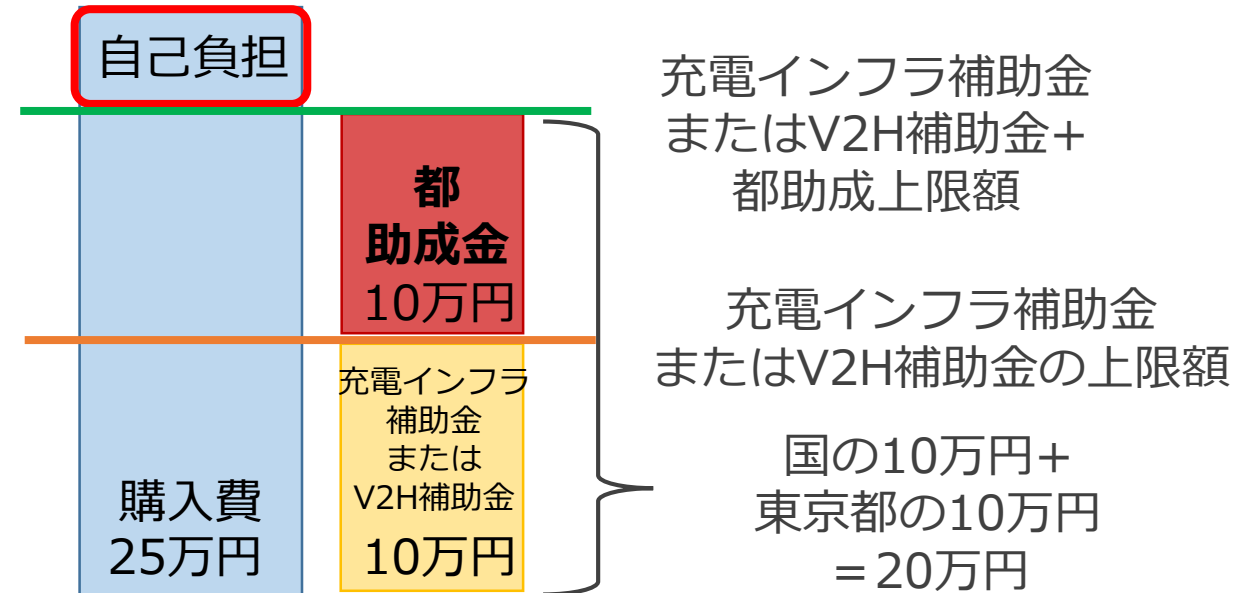 自己負担
購入費
25万円
都
助成金
10万円
充電インフラ
補助金
または
V2H補助金
10万円
充電インフラ補助金
またはV2H補助金+
都助成上限額
充電インフラ補助金
またはV2H補助金の上限額
国の10万円+
東京都の10万円
＝20万円